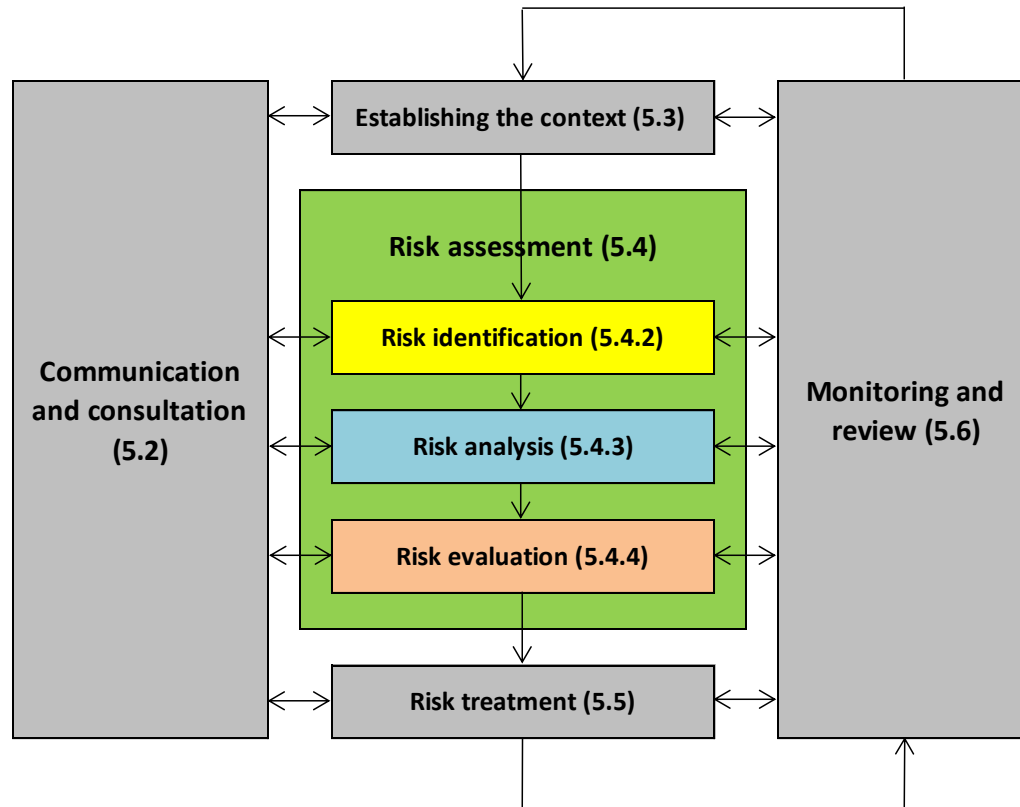 Establishing the context (5.3)
Risk assessment (5.4)
Risk identification (5.4.2)
Risk analysis (5.4.3)
Risk evaluation (5.4.4)
Risk treatment (5.5)
Communication
and consultation
(5.2)
Monitoring and
review (5.6)